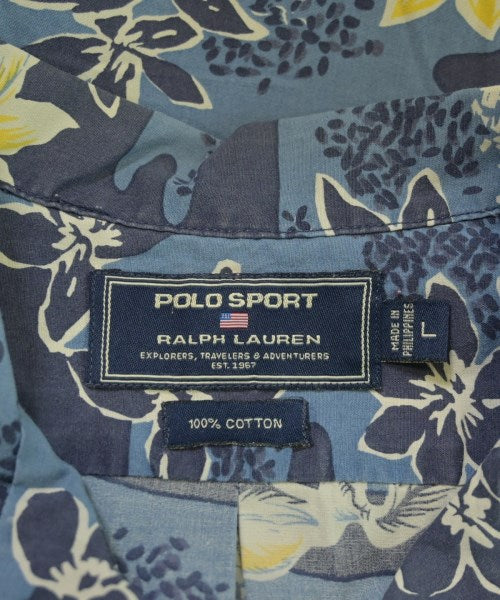 POLO SPORT
RALPH LAUREN
EXPLORERS, TRAVELERS & ADVENTURERS
EST. 1967
MADE IN
PHILIPPINES
L
100% COTTON